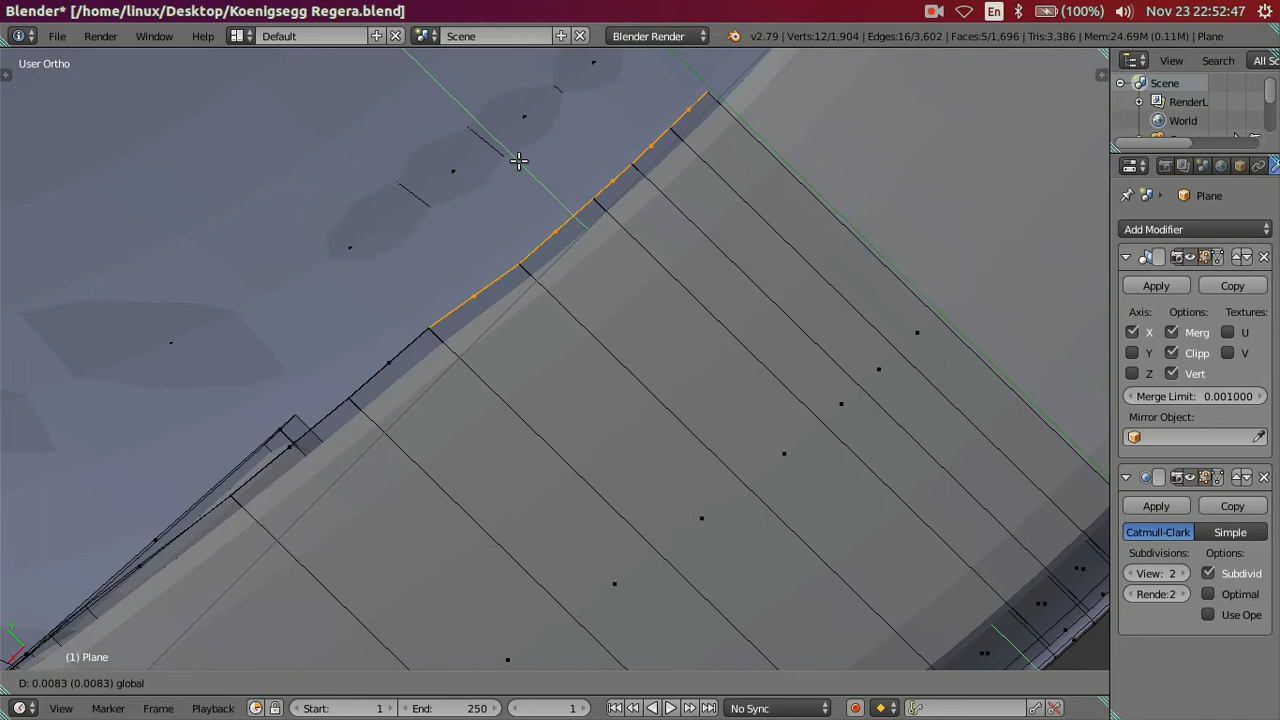 Blender* [/home/linux/Desktop/Koenigsegg Regera.blend]
En (100%) Nov 23 22:52:47
File Render Window Help Default Scene Blender Render v2.79 | Verts:12/1,904 | Edges:16/3,602 | Faces:5/1,696 | Tris:3,386 | Mem:24.69M (0.11M) | Plane
User Ortho
View Search All Sc
Scene
RenderL
World
Plane
Add Modifier
Apply Copy
Axis: Options: Textures:
X Merg U
Y Clipp V
Z Vert
Merge Limit: 0.001000
Mirror Object:
Apply Copy
Catmull-Clark Simple
Subdivisions: Options:
View: 2 Subdivid
Rende:2 Optimal
Use Ope
(1) Plane
D: 0.0083 (0.0083) global
View Marker Frame Playback Start: 1 End: 250 1 No Sync